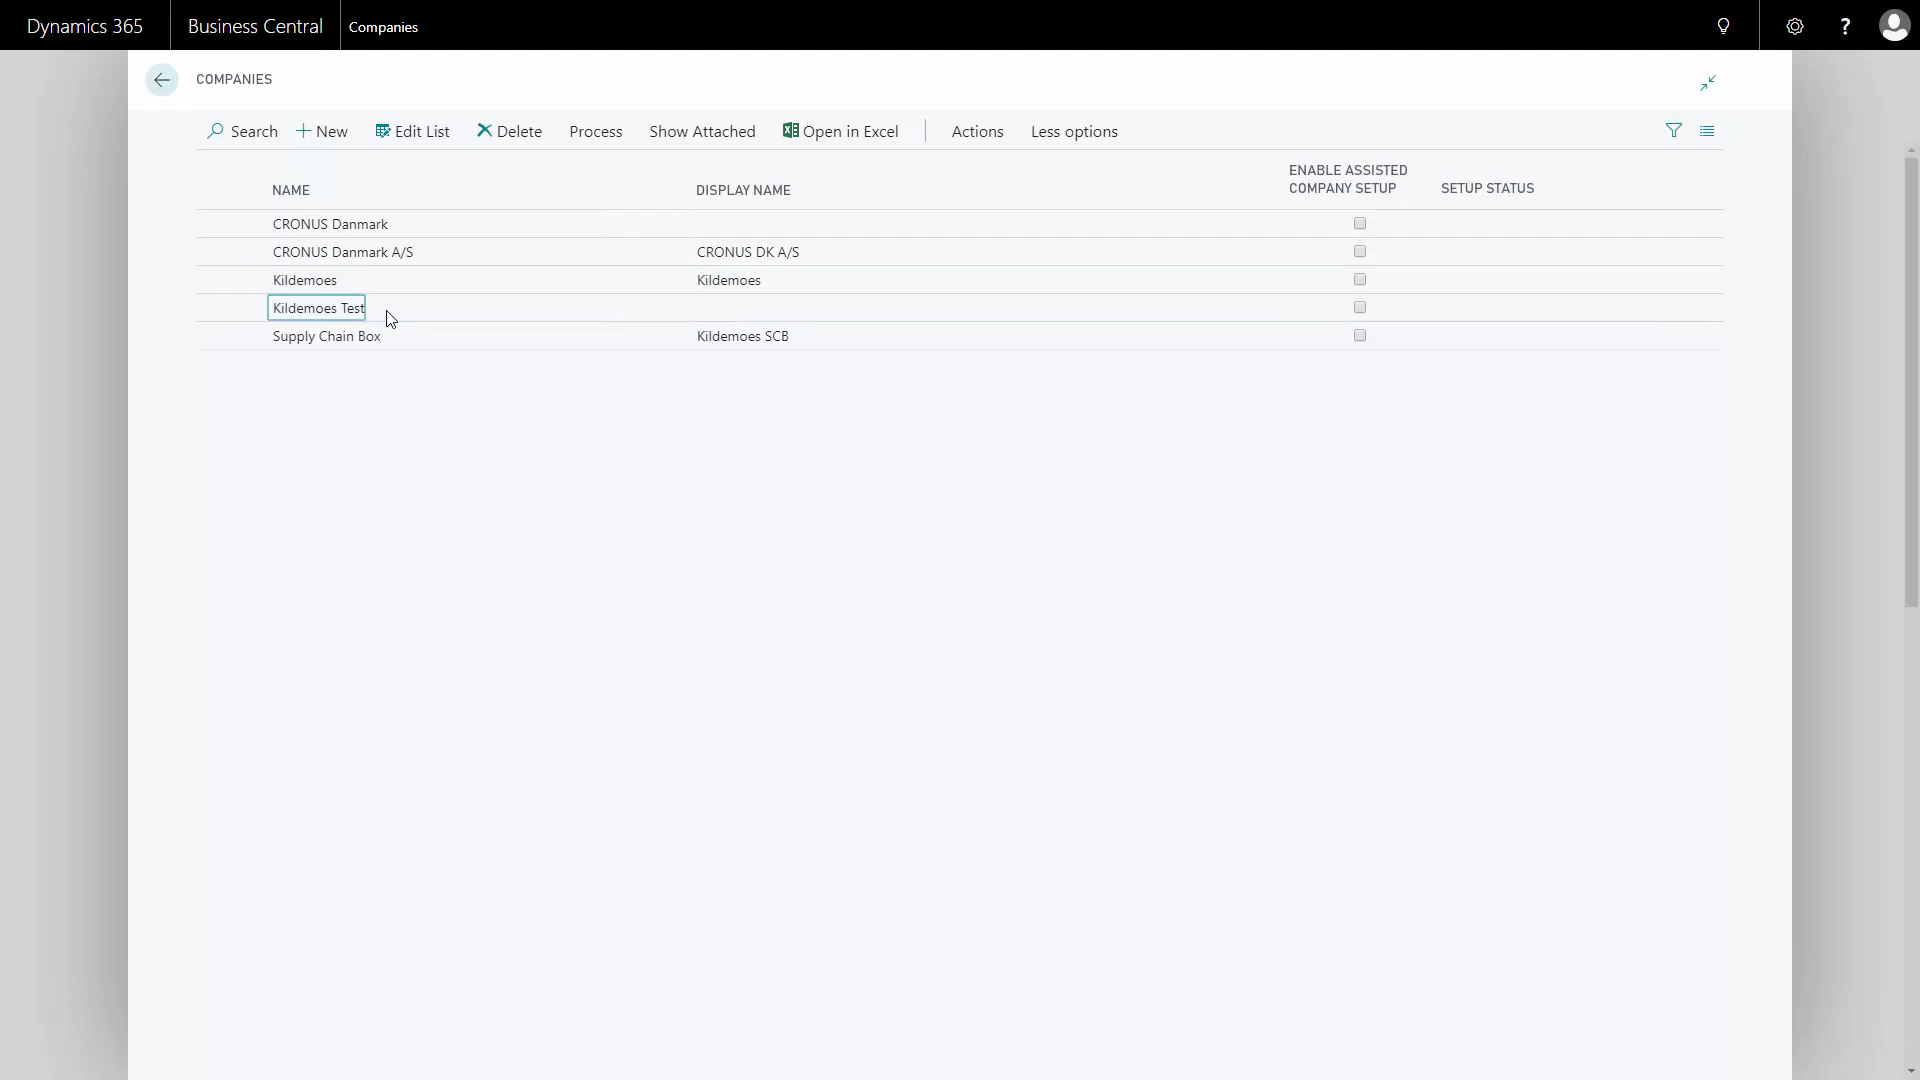 Dynamics 365 Business Central Companies ?
COMPANIES
Search New Edit List Delete Process Show Attached Open in Excel Actions Less options
NAME DISPLAY NAME ENABLE ASSISTED COMPANY SETUP SETUP STATUS
CRONUS Danmark
CRONUS Danmark A/S CRONUS DK A/S
Kildemoes Kildemoes
Kildemoes Test
Supply Chain Box Kildemoes SCB